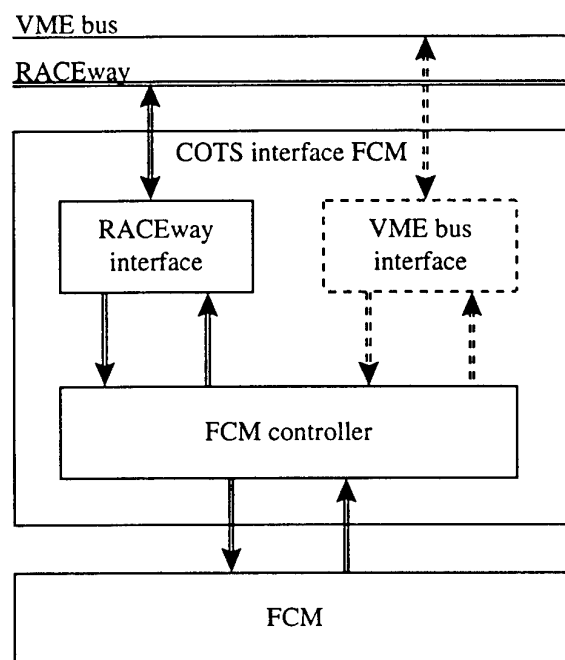 VME bus
RACEway
COTS interface FCM
RACEway
interface
VME bus
interface
FCM controller
FCM